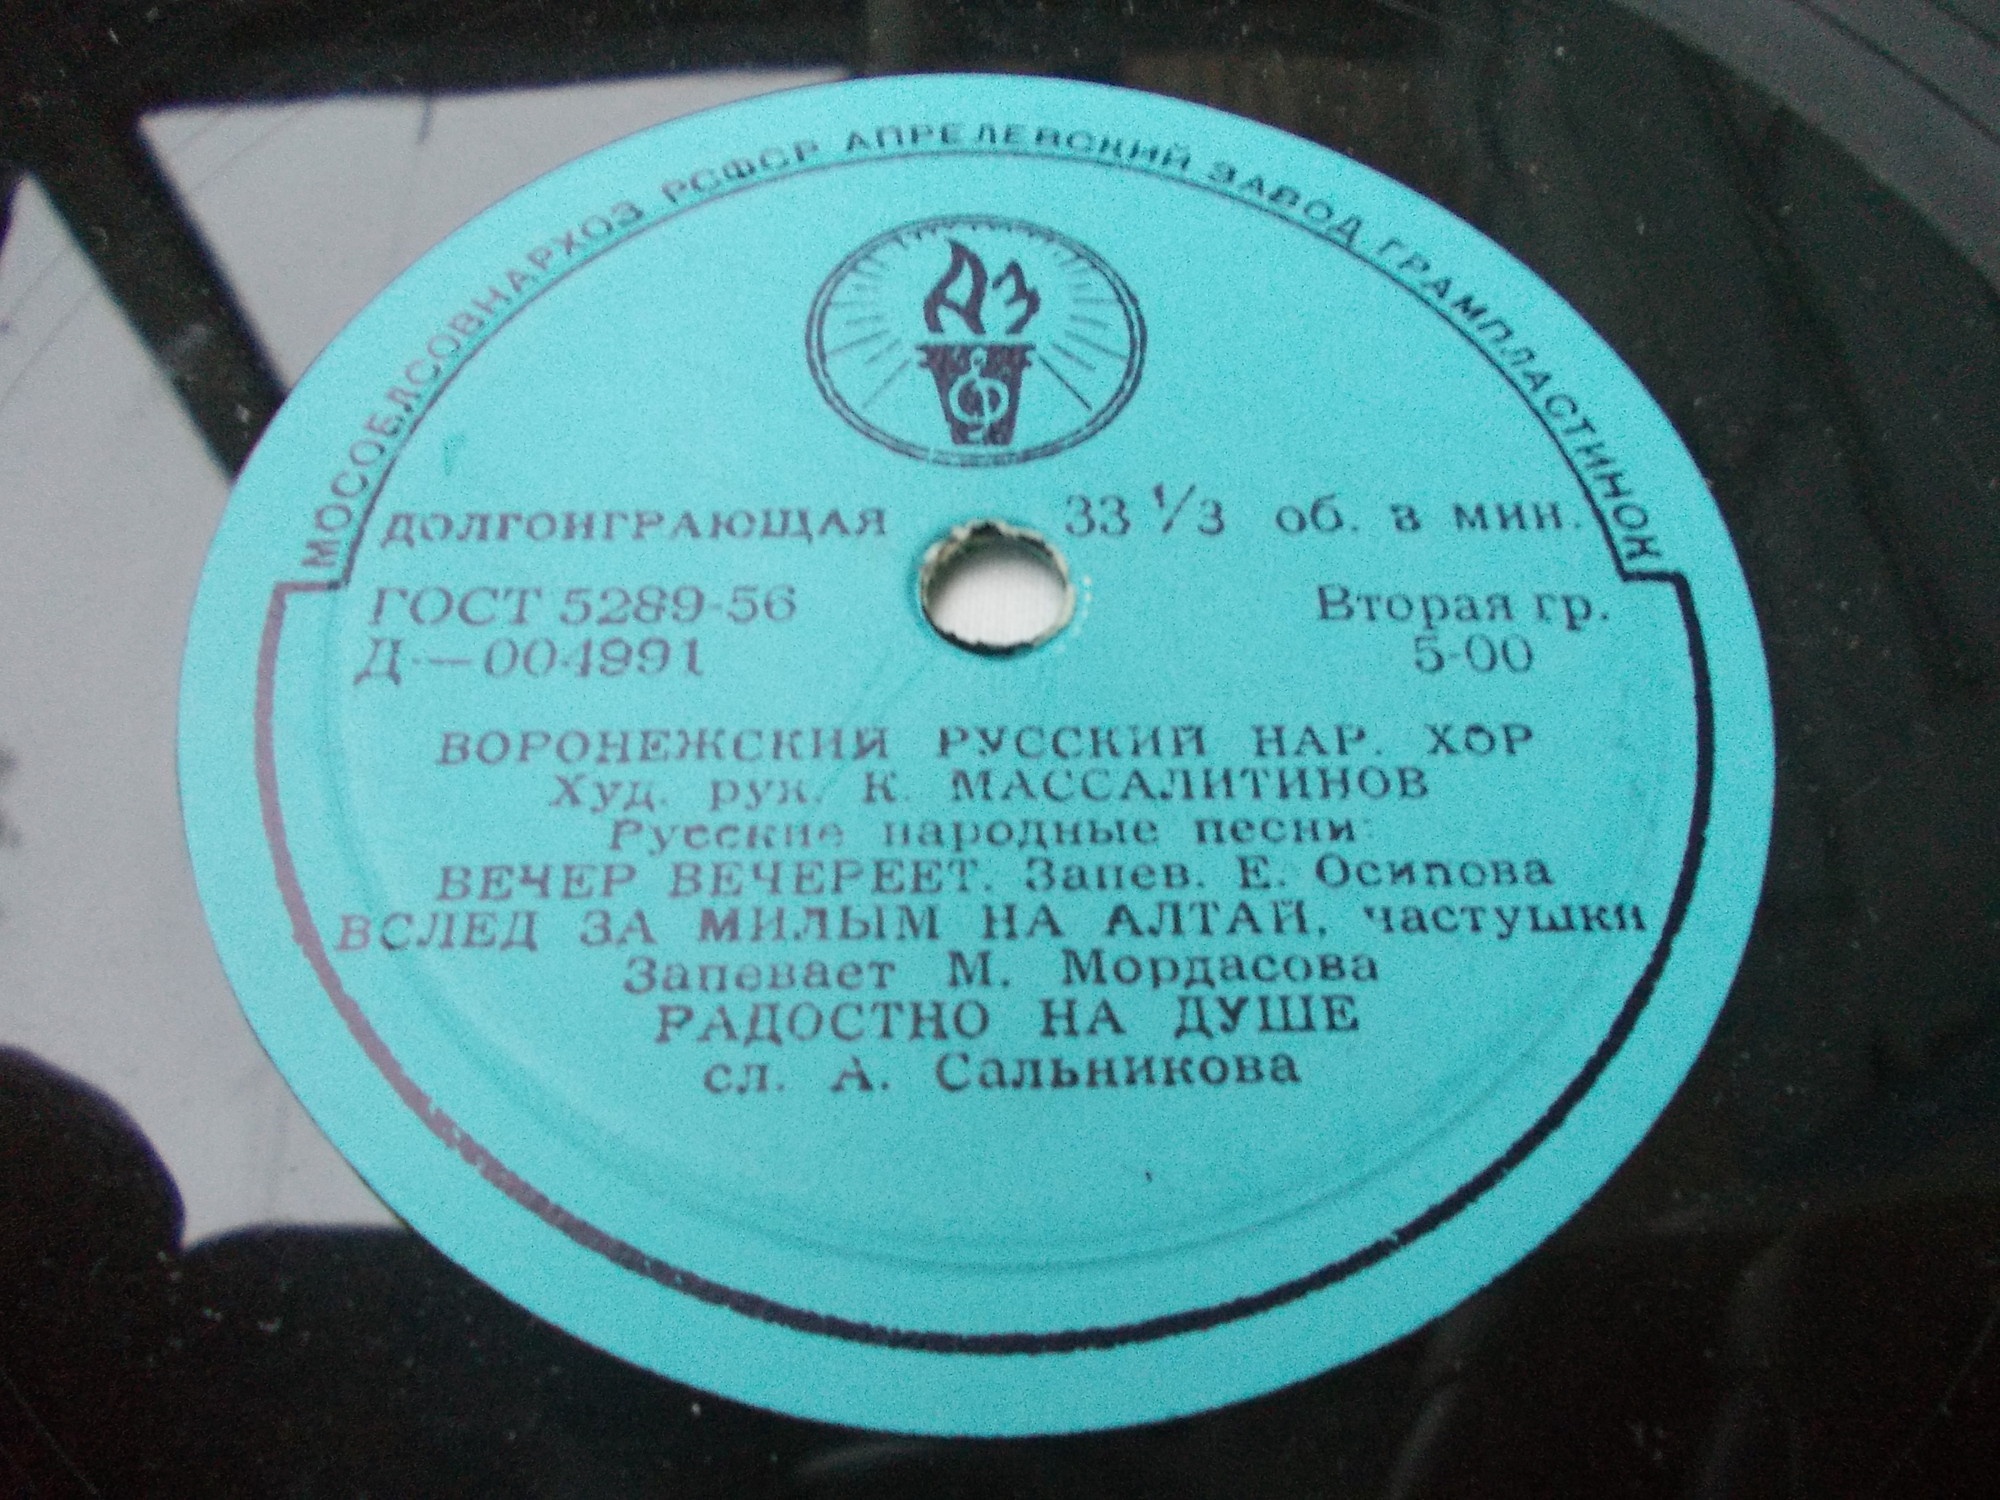 МОСОБЛСОВНАРХОЗ РСФСР АПРЕЛЕВСКИЙ ЗАВОД ГРАМПЛАСТИНОК
АЗ
ДОЛГОИГРАЮЩАЯ 33 1/3 об. в мин.
ГОСТ 5289-56 Вторая гр.
Д—004991 5-00
ВОРОНЕЖСКИЙ РУССКИЙ НАР. ХОР
Худ. рук. К. МАССАЛИТИНОВ
Русские народные песни:
ВЕЧЕР ВЕЧЕРЕЕТ. Запев. Е. Осипова
ВСЛЕД ЗА МИЛЫМ НА АЛТАЙ, частушки
Запевает М. Мордасова
РАДОСТНО НА ДУШЕ
сл. А. Сальникова